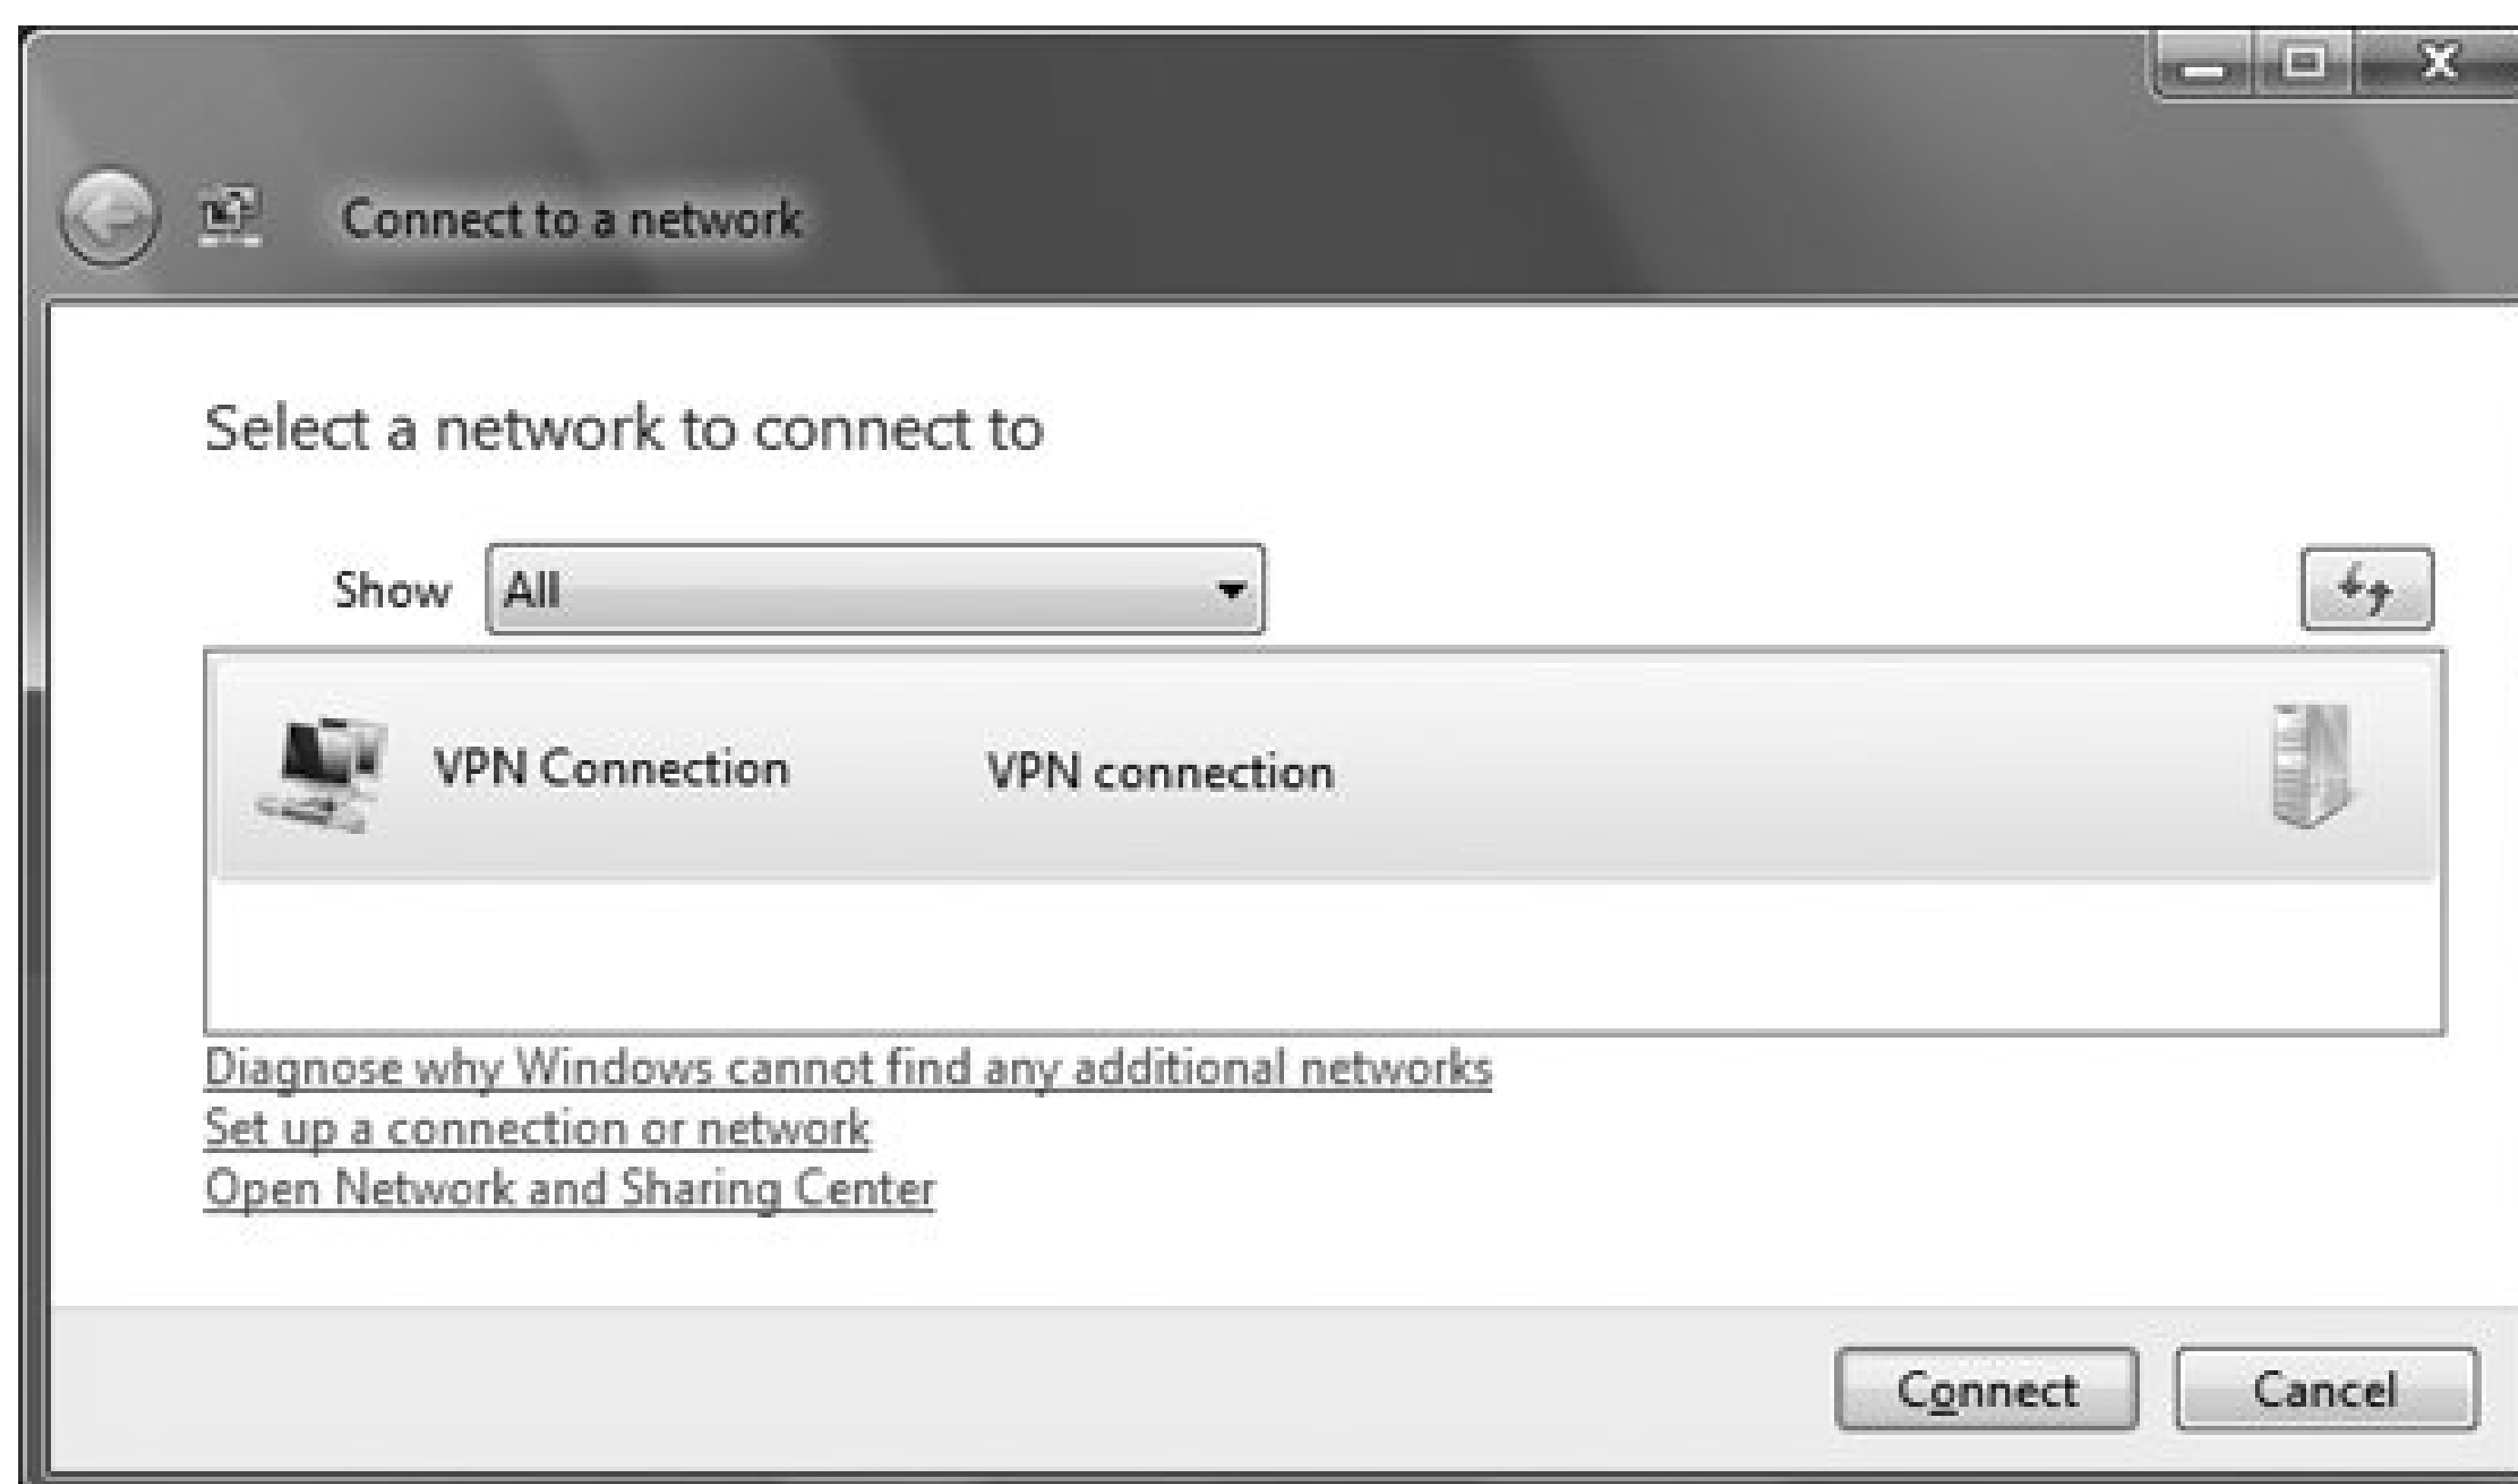 Connect to a network
Select a network to connect to
Show All
VPN Connection VPN connection
Diagnose why Windows cannot find any additional networks
Set up a connection or network
Open Network and Sharing Center
Connect Cancel